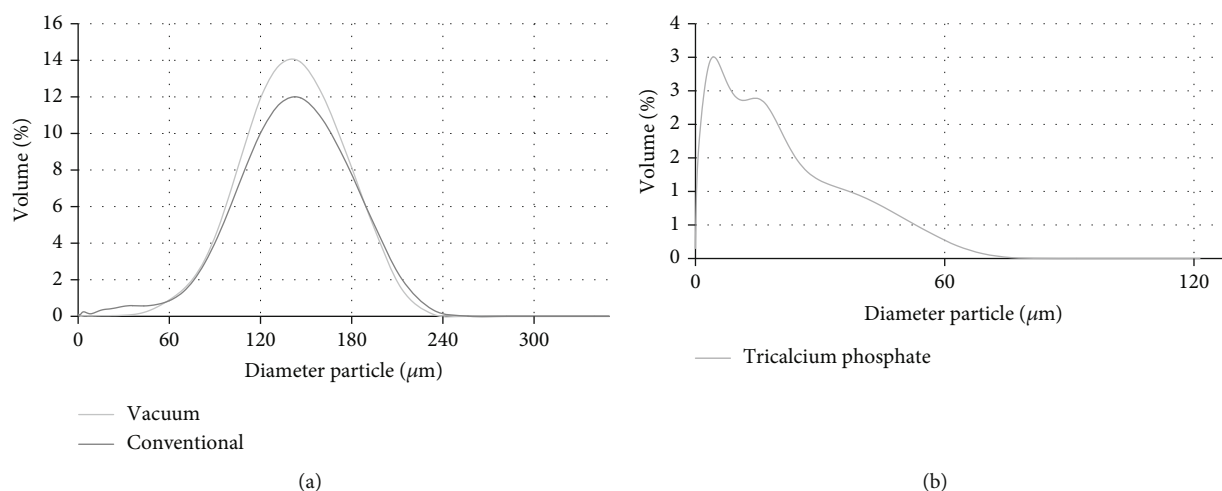 16
14
12
10
8
6
4
2
0
Volume (%)
0 60 120 180 240 300
Diameter particle (μm)
Vacuum
Conventional
(a)
4
3
3
2
2
1
1
0
Volume (%)
0 60 120
Diameter particle (μm)
Tricalcium phosphate
(b)